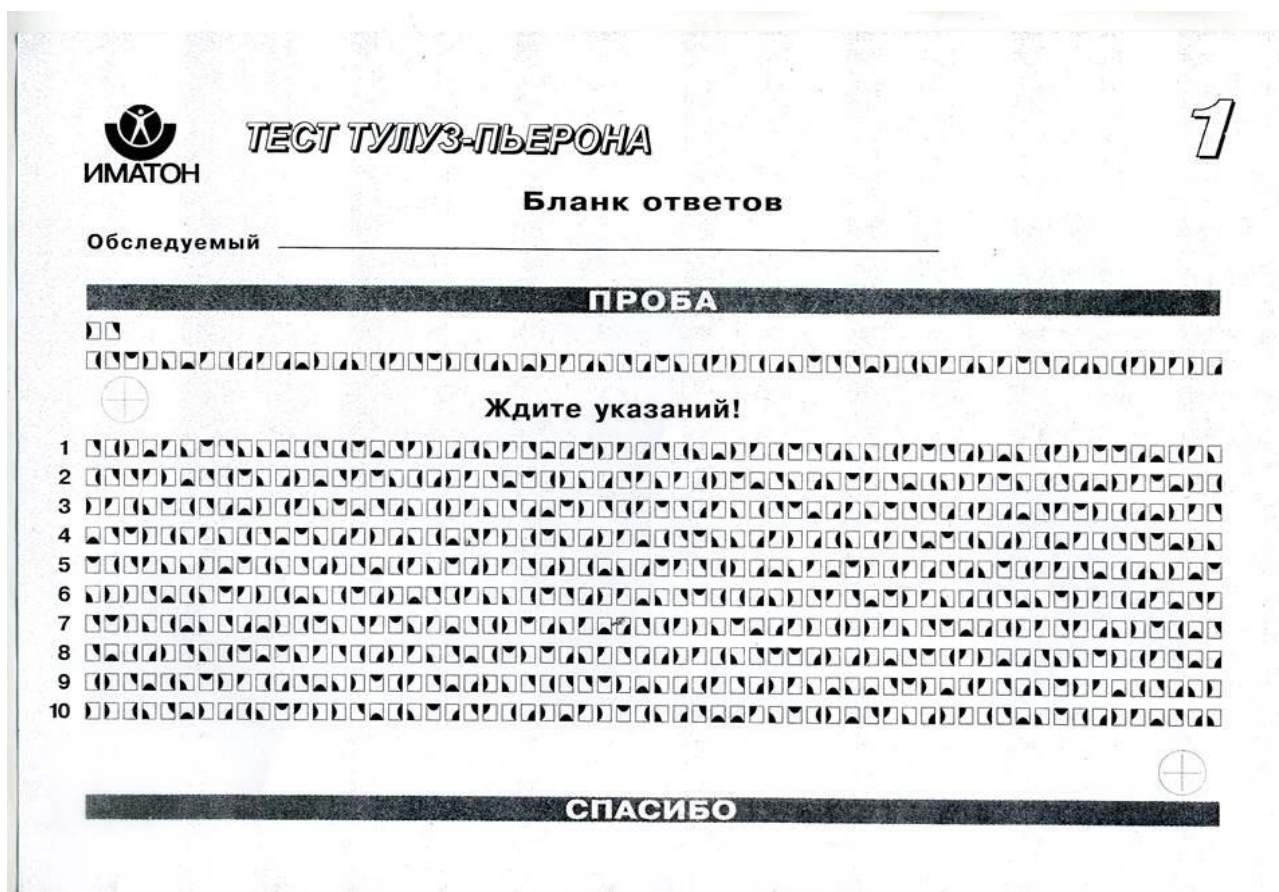 1
ТЕСТ ТУЛУЗ-ПЬЕРОНА
ИМАТОН
Бланк ответов
Обследуемый
ПРОБА
Ждите указаний!
1
2
3
4
5
6
7
8
9
10
СПАСИБО